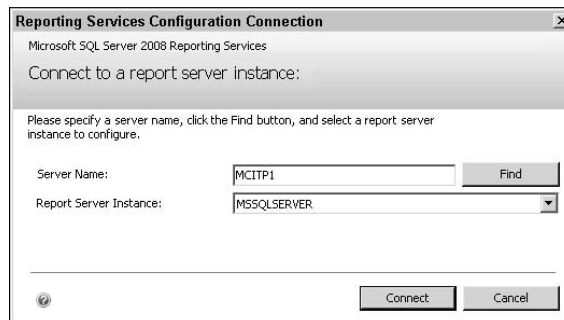 Reporting Services Configuration Connection
Microsoft SQL Server 2008 Reporting Services
Connect to a report server instance:
Please specify a server name, click the Find button, and select a report server
instance to configure.
Server Name: MCITP1 Find
Report Server Instance: MSSQLSERVER
Connect Cancel